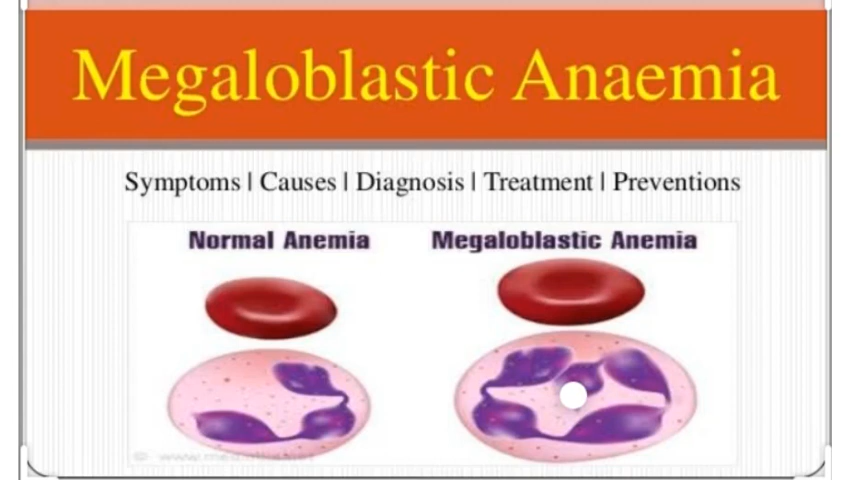 Megaloblastic Anaemia
Symptoms | Causes | Diagnosis | Treatment | Preventions
Normal Anemia
Megaloblastic Anemia